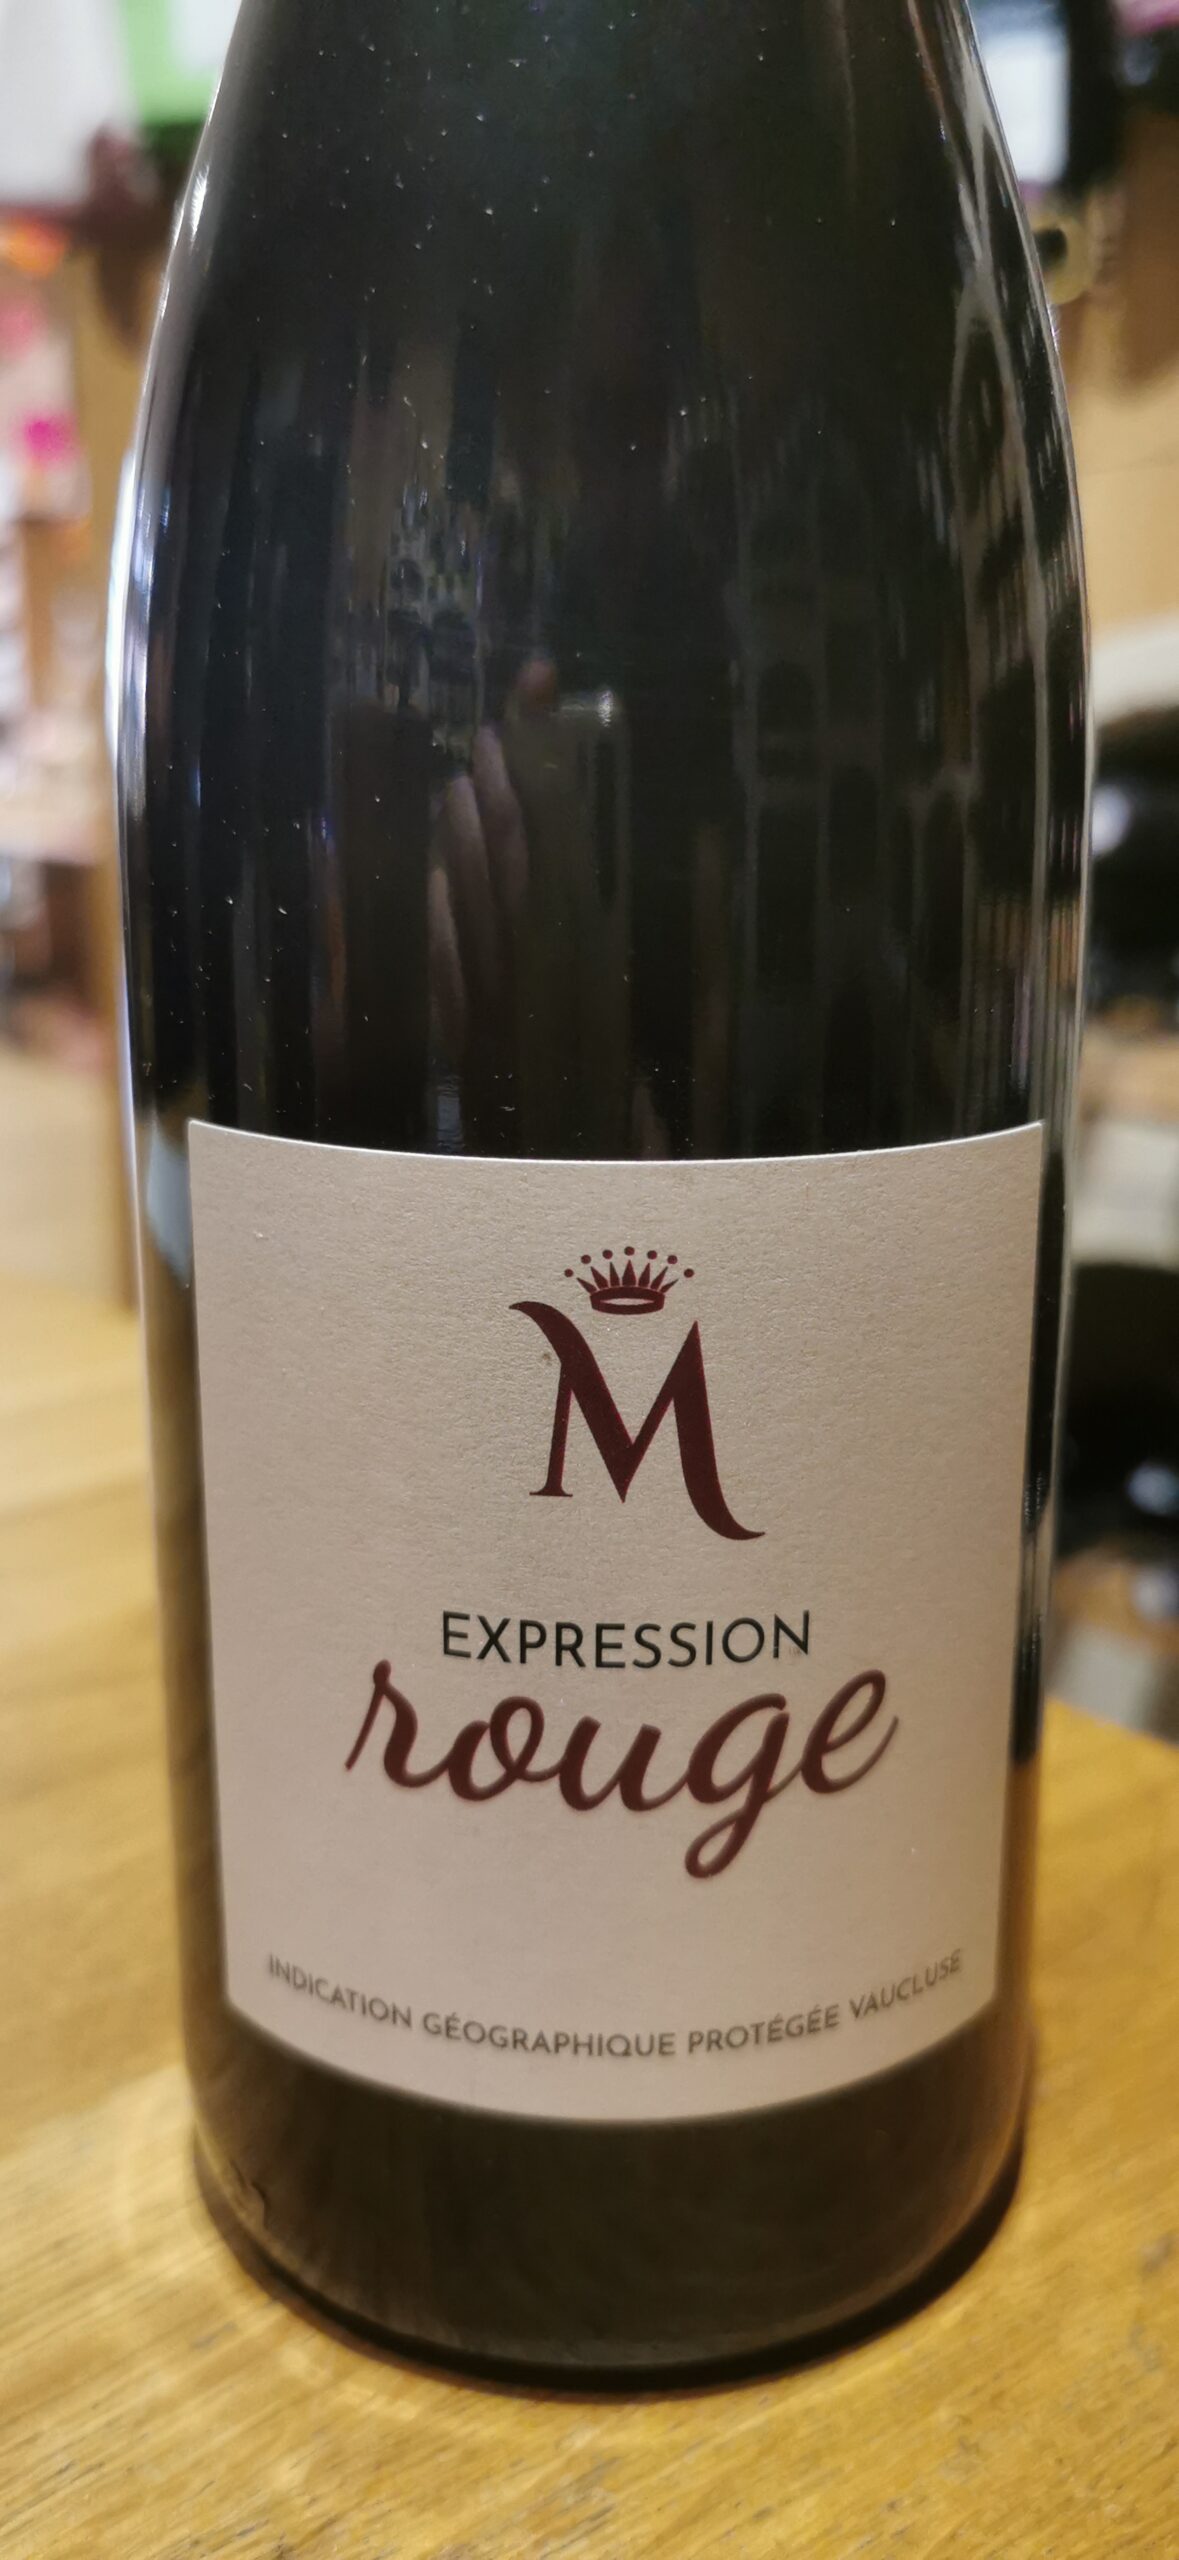 M
EXPRESSION
rouge
INDICATION GÉOGRAPHIQUE PROTÉGÉE VAUCLUSE